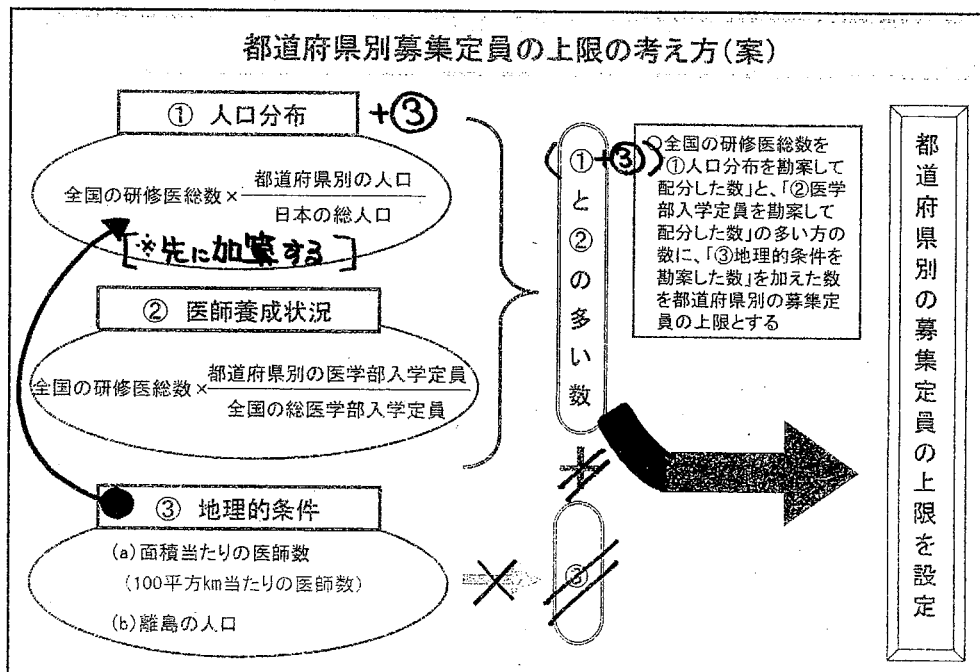 都道府県別募集定員の上限の考え方(案)
① 人口分布 +③
全国の研修医総数×都道府県別の人口
日本の総人口
[※先に加算する]
② 医師養成状況
全国の研修医総数×都道府県別の医学部入学定員
全国の総医学部入学定員
③ 地理的条件
(a)面積当たりの医師数
(100平方km当たりの医師数)
(b)離島の人口
(①+③)と②の多い数
+
③
○全国の研修医総数を
「①人口分布を勘案して
配分した数」と、「②医学
部入学定員を勘案して
配分した数」の多い方の
数に、「③地理的条件を
勘案した数」を加えた数
を都道府県別の募集定
員の上限とする
都道府県別の募集定員の上限を設定